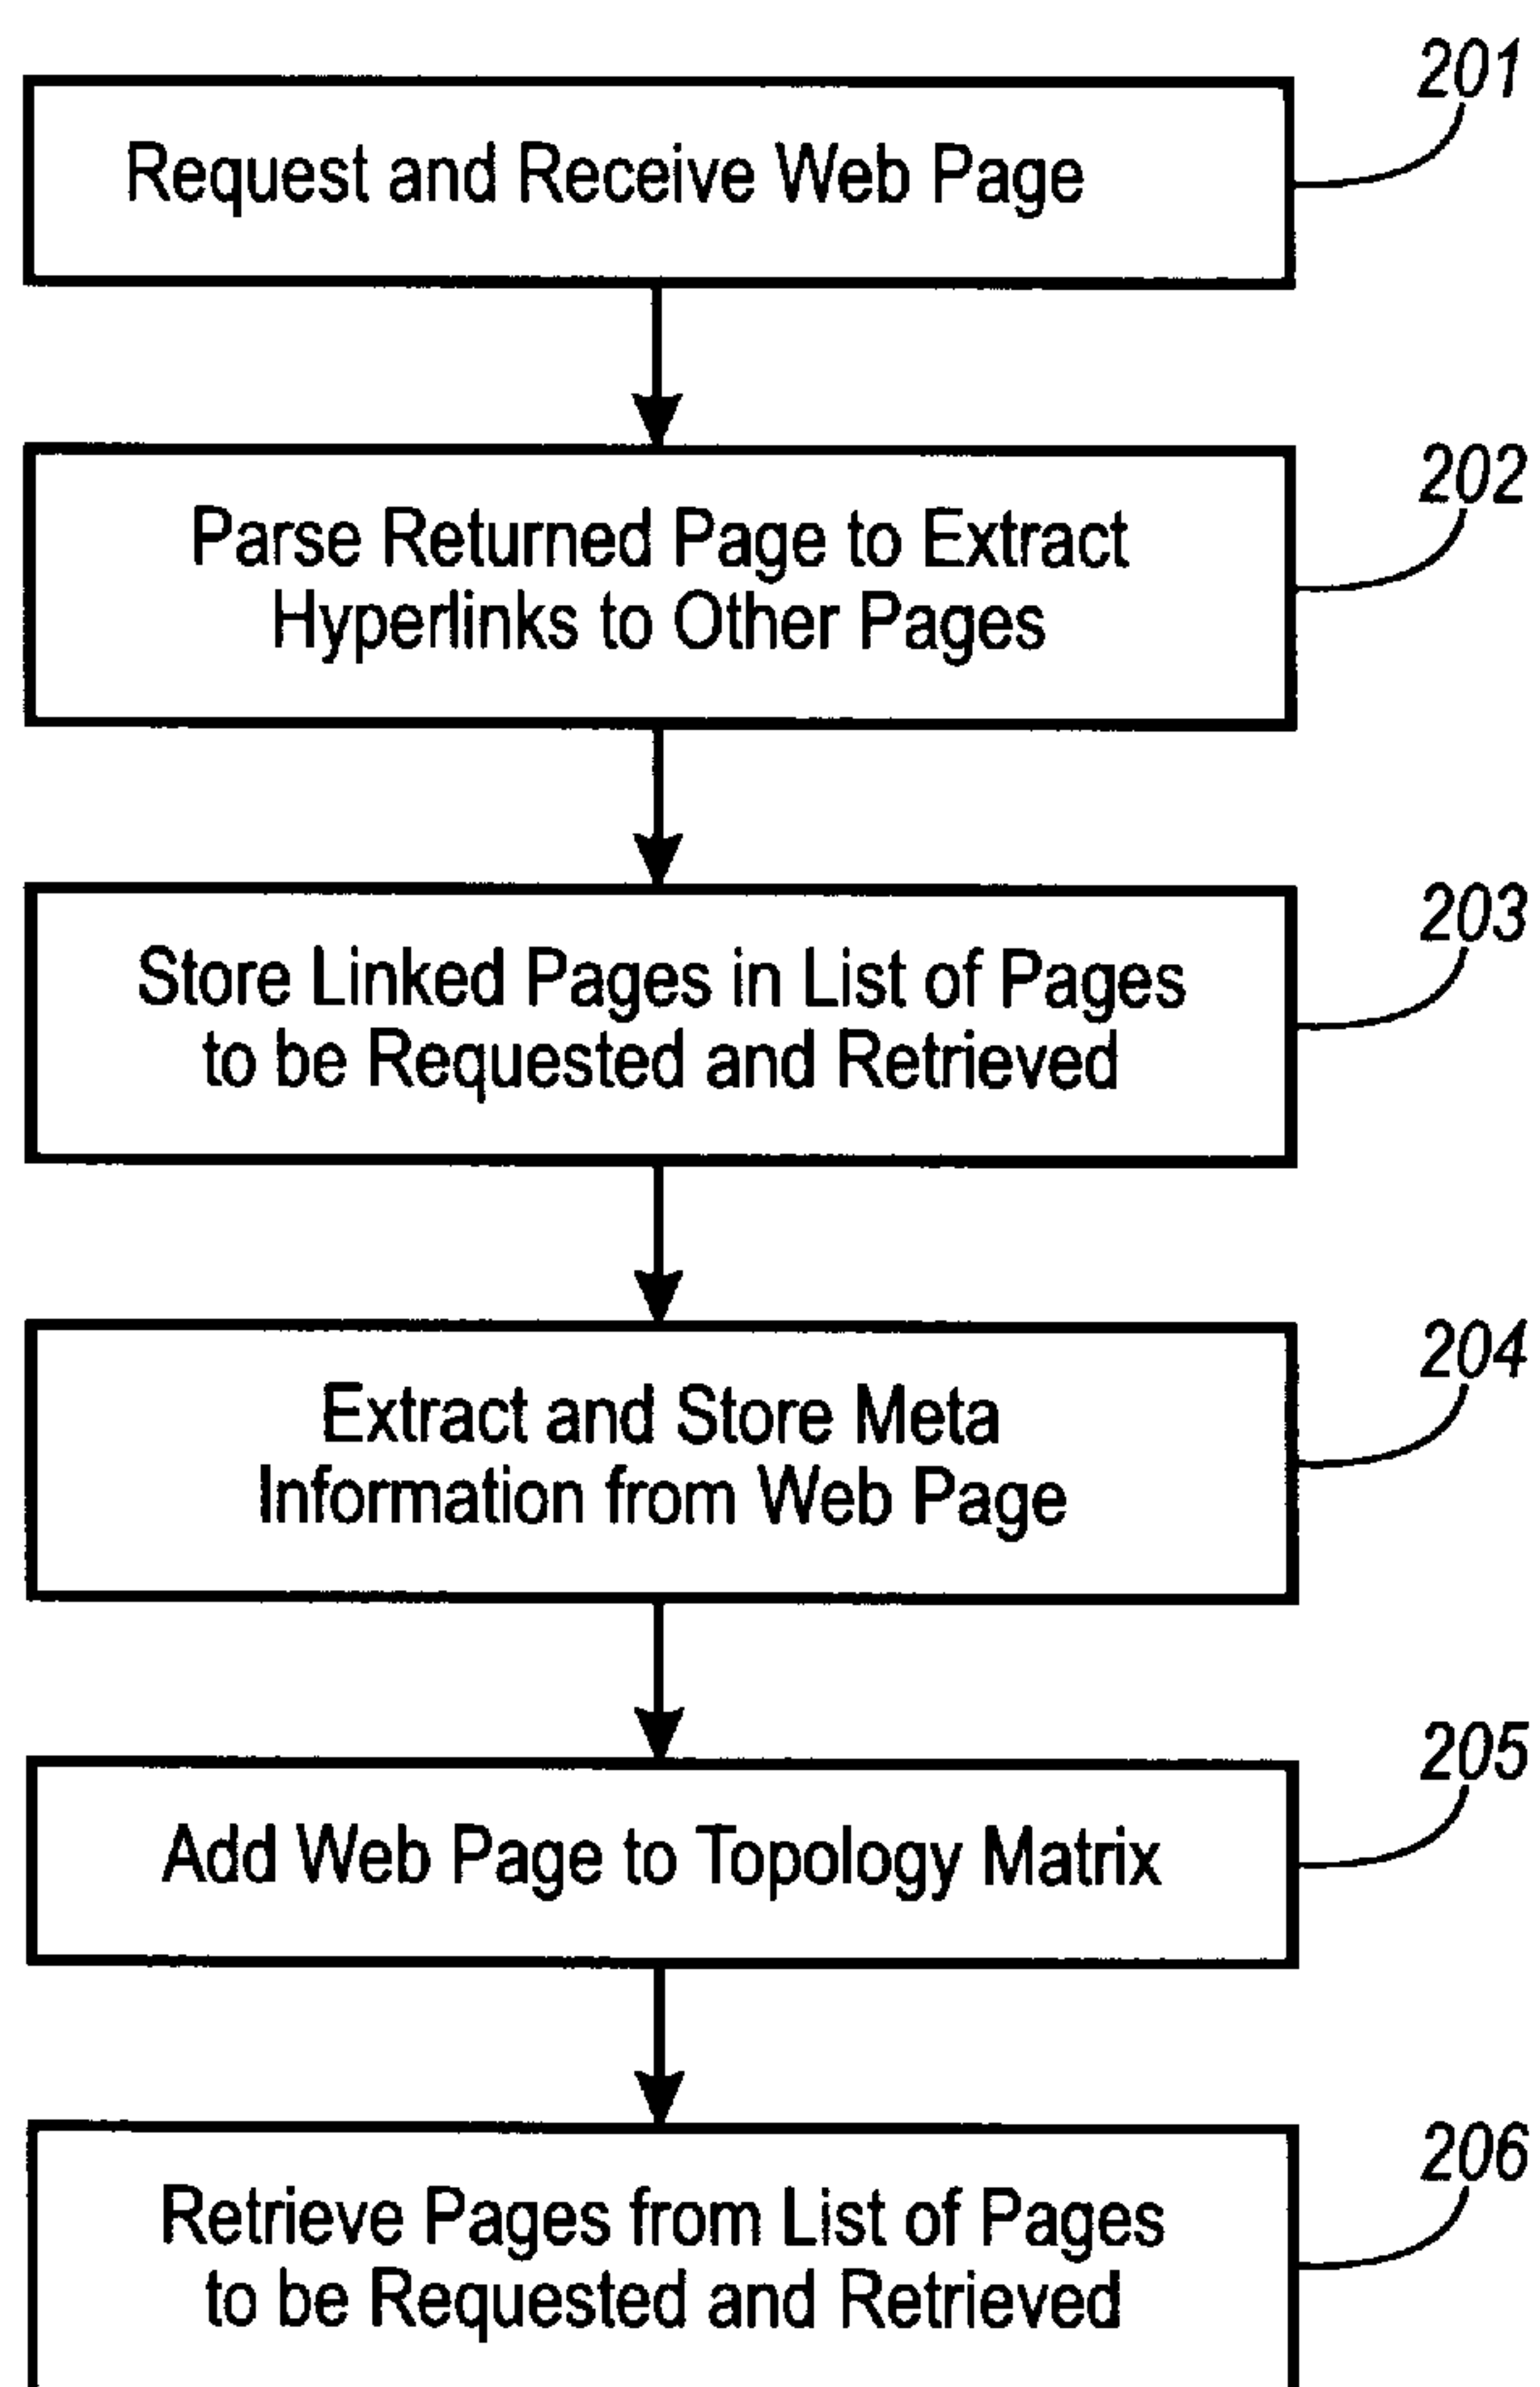 201
Request and Receive Web Page
202
Parse Returned Page to Extract
Hyperlinks to Other Pages
203
Store Linked Pages in List of Pages
to be Requested and Retrieved
204
Extract and Store Meta
Information from Web Page
205
Add Web Page to Topology Matrix
206
Retrieve Pages from List of Pages
to be Requested and Retrieved